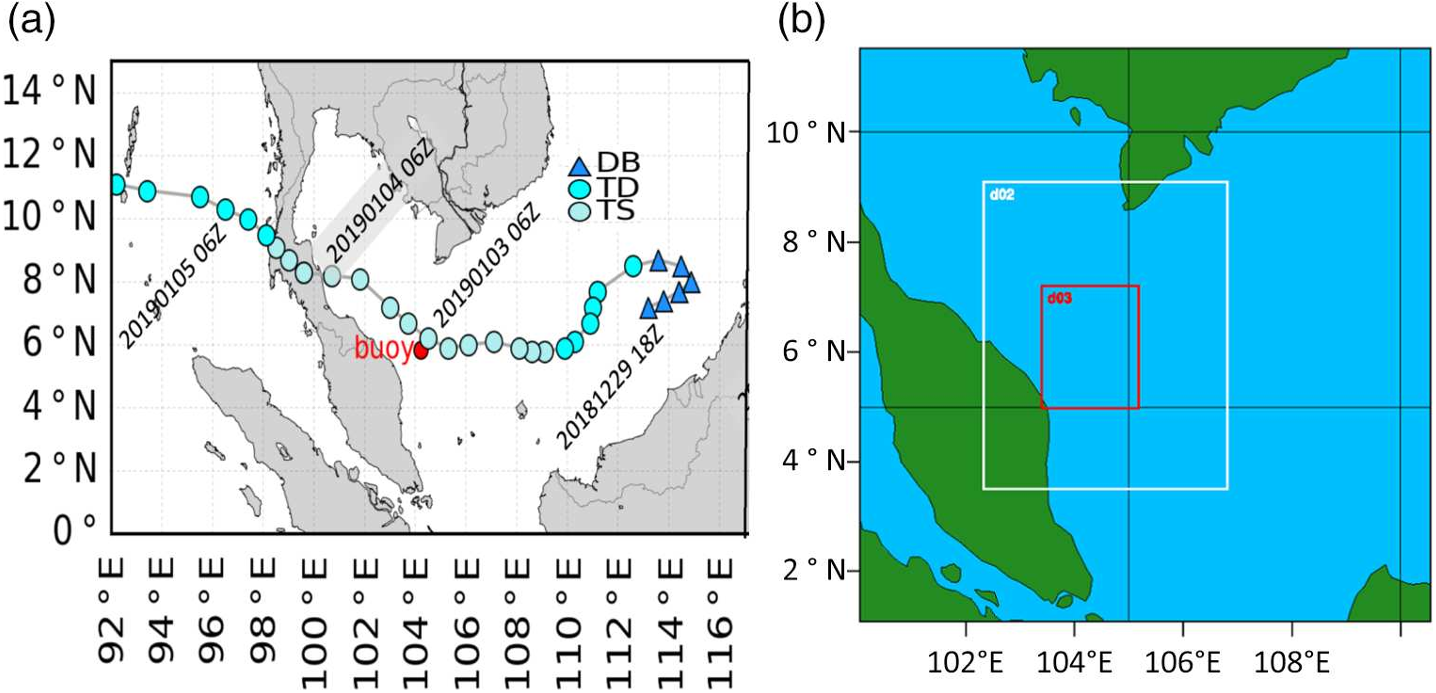 (a)
14°N
12°N
10°N
8°N
6°N
4°N
2°N
0°
92°E
94°E
96°E
98°E
100°E
102°E
104°E
106°E
108°E
110°E
112°E
114°E
116°E
DB
TD
TS
20190105 06Z
20190104 06Z
20190103 06Z
20181229 18Z
buoy
(b)
10°N
8°N
6°N
4°N
2°N
102°E
104°E
106°E
108°E
d02
d03